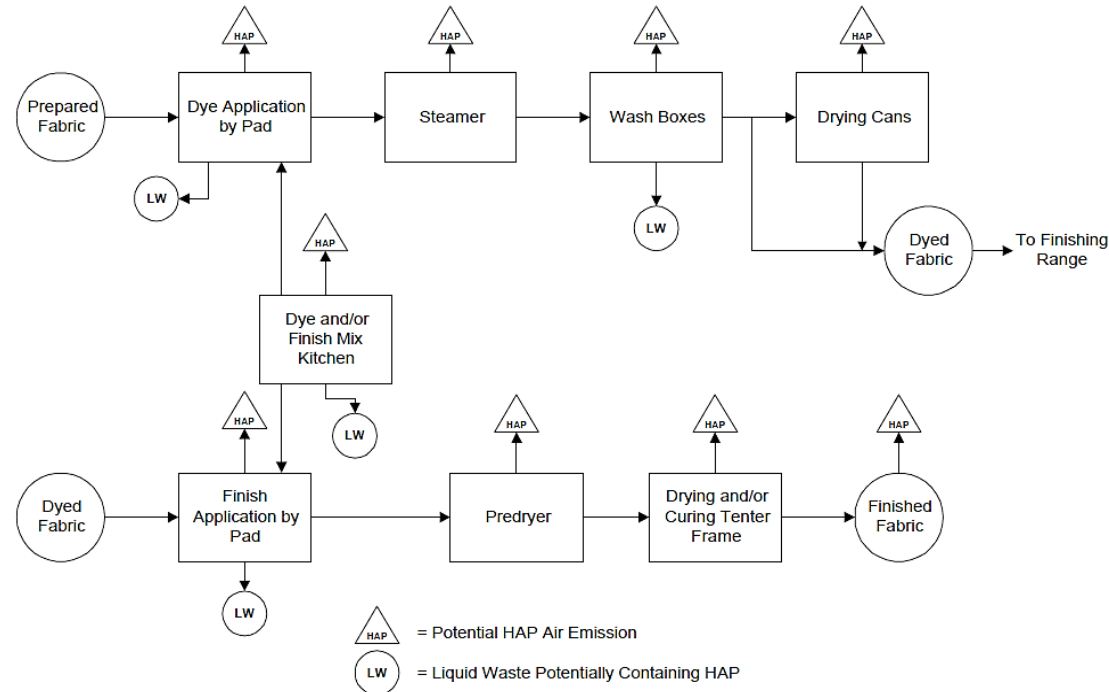 HAP
HAP
HAP
HAP
Prepared
Fabric
Dye Application
by Pad
Steamer
Wash Boxes
Drying Cans
LW
LW
HAP
Dyed
Fabric
To Finishing
Range
Dye and/or
Finish Mix
Kitchen
HAP
LW
HAP
HAP
HAP
Dyed
Fabric
Finish
Application by
Pad
Predryer
Drying and/or
Curing Tenter
Frame
Finished
Fabric
LW
HAP = Potential HAP Air Emission
LW = Liquid Waste Potentially Containing HAP